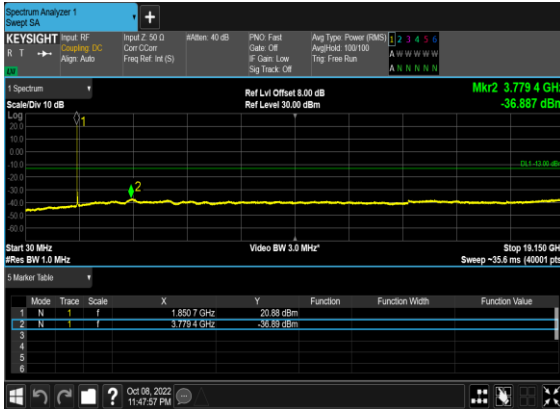 Spectrum Analyzer 1
Swept SA
KEYSIGHT Input: RF Input Z: 50 Ω #Atten: 40 dB PNO: Fast Avg Type: Power (RMS) 1 2 3 4 5 6
R T Coupling: DC Corr CCorr Gate: Off Avg|Hold: 100/100 A W W W W W
Align: Auto Freq Ref: Int (S) IF Gain: Low Trig: Free Run
Sig Track: Off A N N N N N
1 Spectrum Ref Lvl Offset 8.00 dB Mkr2 3.779 4 GHz
Scale/Div 10 dB Ref Level 30.00 dBm -36.887 dBm
Log
1
20.0
10.0
0.00
-10.0
DL1 -13.00 dBm
-20.0
-30.0
2
-40.0
-50.0
-60.0
Start 30 MHz Video BW 3.0 MHz* Stop 19.150 GHz
#Res BW 1.0 MHz Sweep ~35.6 ms (40001 pts)
5 Marker Table
Mode Trace Scale X Y Function Function Width Function Value
1 N 1 f 1.850 7 GHz 20.88 dBm
2 N 1 f 3.779 4 GHz -36.89 dBm
3
4
5
6
? Oct 08, 2022
11:47:57 PM